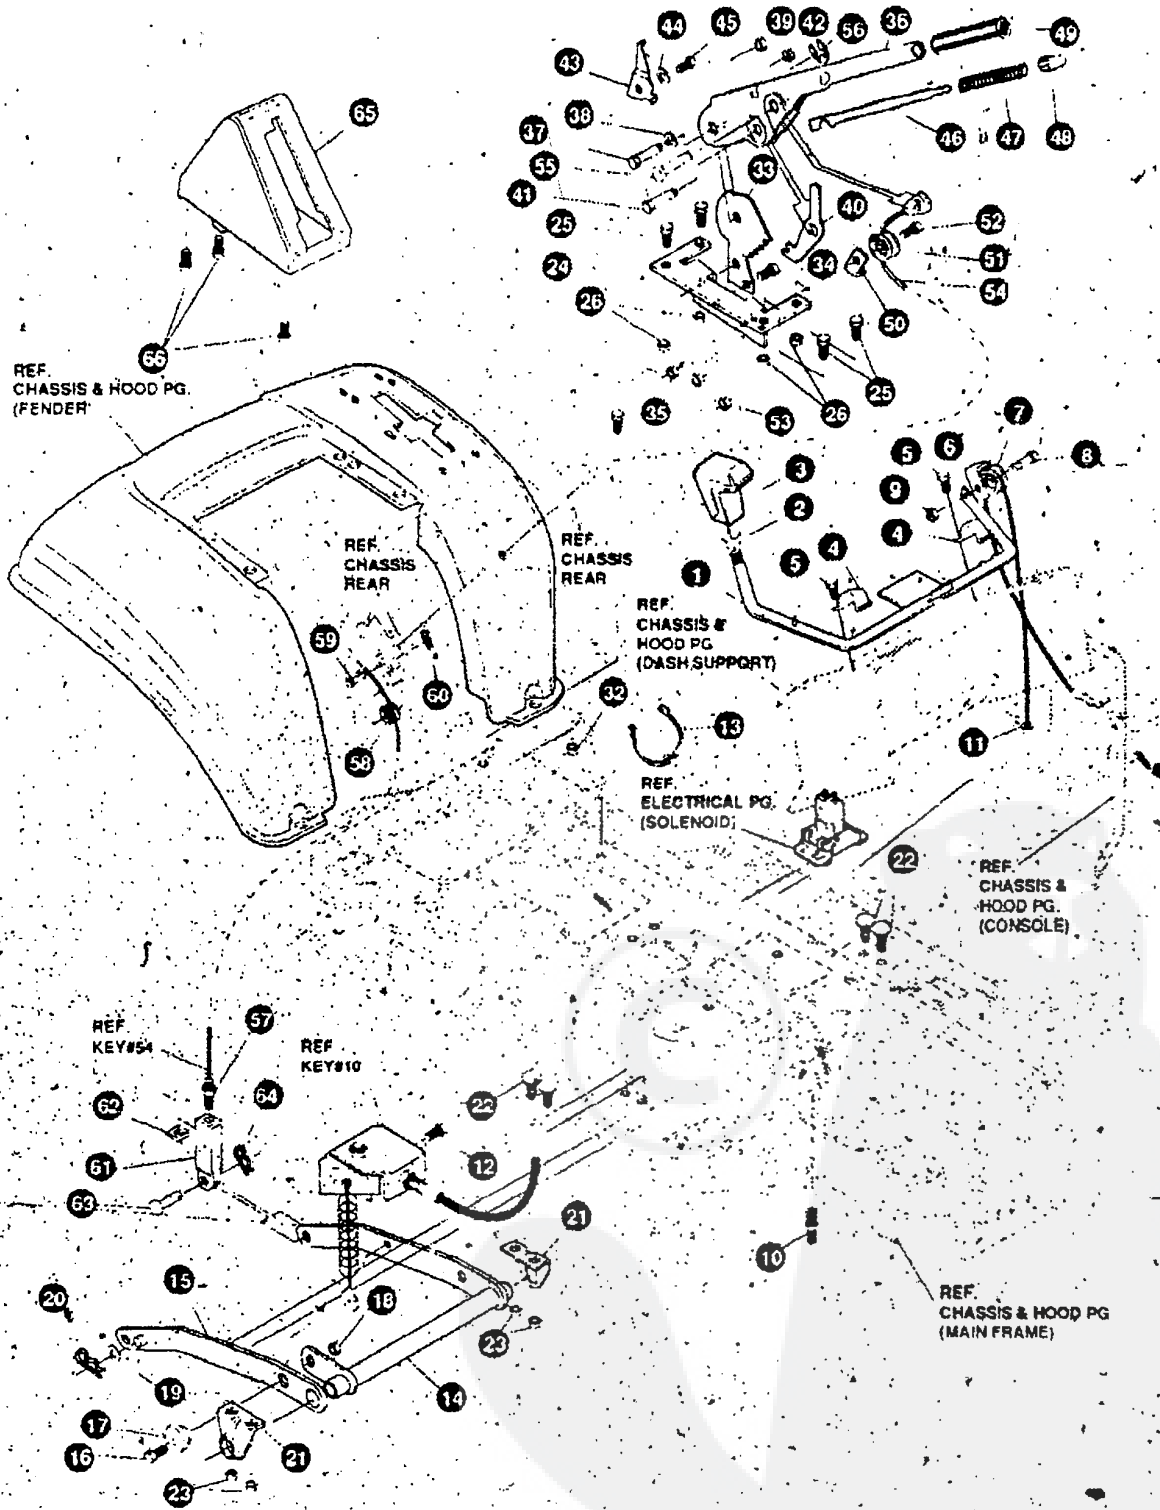 44
45
39
42
56
36
49
43
65
37
38
46
47
48
55
33
41
40
52
25
51
24
34
54
26
50
66
REF.
CHASSIS & HOOD PG.
(FENDER)
25
35
53
26
7
6
5
8
3
9
2
4
REF.
CHASSIS
REAR
REF.
CHASSIS
REAR
1
5
4
REF.
CHASSIS &
HOOD PG
(DASH SUPPORT)
59
60
32
13
11
58
REF.
ELECTRICAL PG.
(SOLENOID)
22
REF.
CHASSIS &
HOOD PG.
(CONSOLE)
REF.
KEY#54
57
REF
KEY#10
64
62
22
61
12
63
21
10
15
20
18
REF.
CHASSIS & HOOD PG
(MAIN FRAME)
23
19
14
17
16
21
23
©